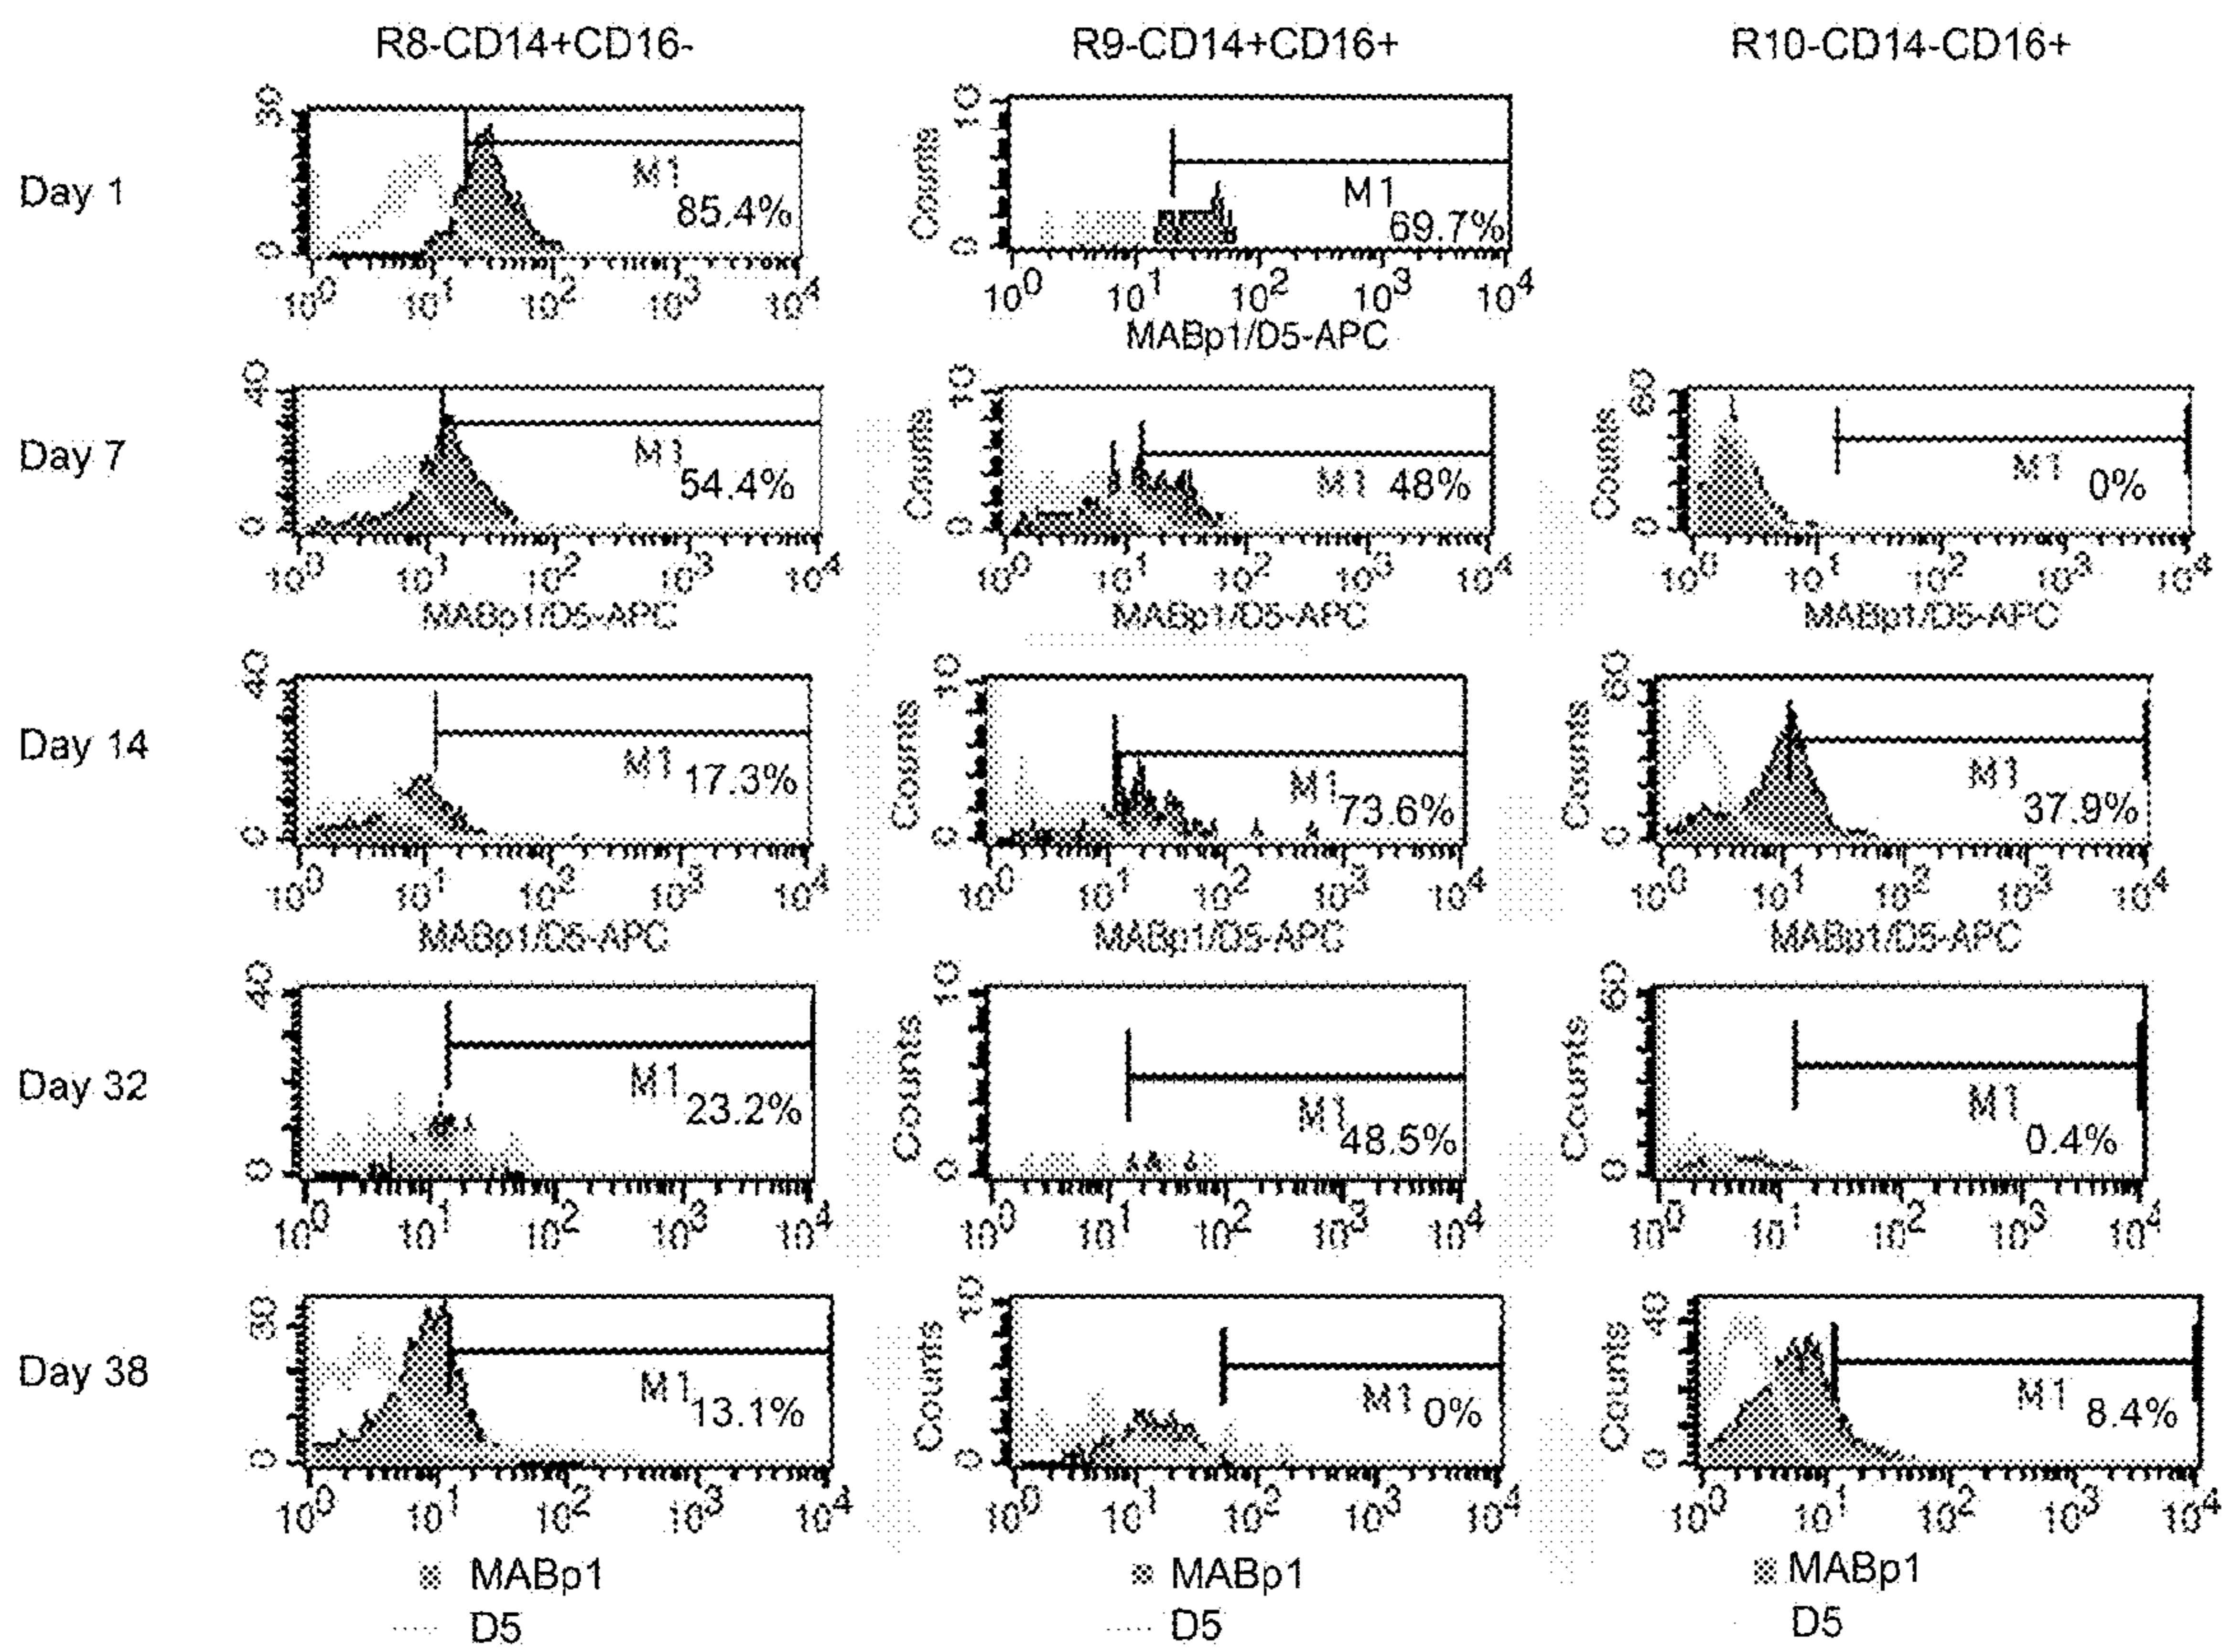 R8-CD14+CD16- R9-CD14+CD16+ R10-CD14-CD16+
Day 1
30 0 M1 85.4% 10^0 10^1 10^2 10^3 10^4
Counts 10 0 M1 69.7% 10^0 10^1 10^2 10^3 10^4
MABp1/D5-APC
Day 7
40 0 M1 54.4% 10^0 10^1 10^2 10^3 10^4
MABp1/D5-APC
Counts 10 0 M1 48% 10^0 10^1 10^2 10^3 10^4
MABp1/D5-APC
Counts 60 0 M1 0% 10^0 10^1 10^2 10^3 10^4
MABp1/D5-APC
Day 14
40 0 M1 17.3% 10^0 10^1 10^2 10^3 10^4
MABp1/D5-APC
Counts 10 0 M1 73.6% 10^0 10^1 10^2 10^3 10^4
MABp1/D5-APC
Counts 60 0 M1 37.9% 10^0 10^1 10^2 10^3 10^4
MABp1/D5-APC
Day 32
40 0 M1 23.2% 10^0 10^1 10^2 10^3 10^4
Counts 10 0 M1 48.5% 10^0 10^1 10^2 10^3 10^4
Counts 60 0 M1 0.4% 10^0 10^1 10^2 10^3 10^4
Day 38
30 0 M1 13.1% 10^0 10^1 10^2 10^3 10^4
Counts 10 0 M1 0% 10^0 10^1 10^2 10^3 10^4
Counts 40 0 M1 8.4% 10^0 10^1 10^2 10^3 10^4
MABp1 MABp1 MABp1
D5 D5 D5